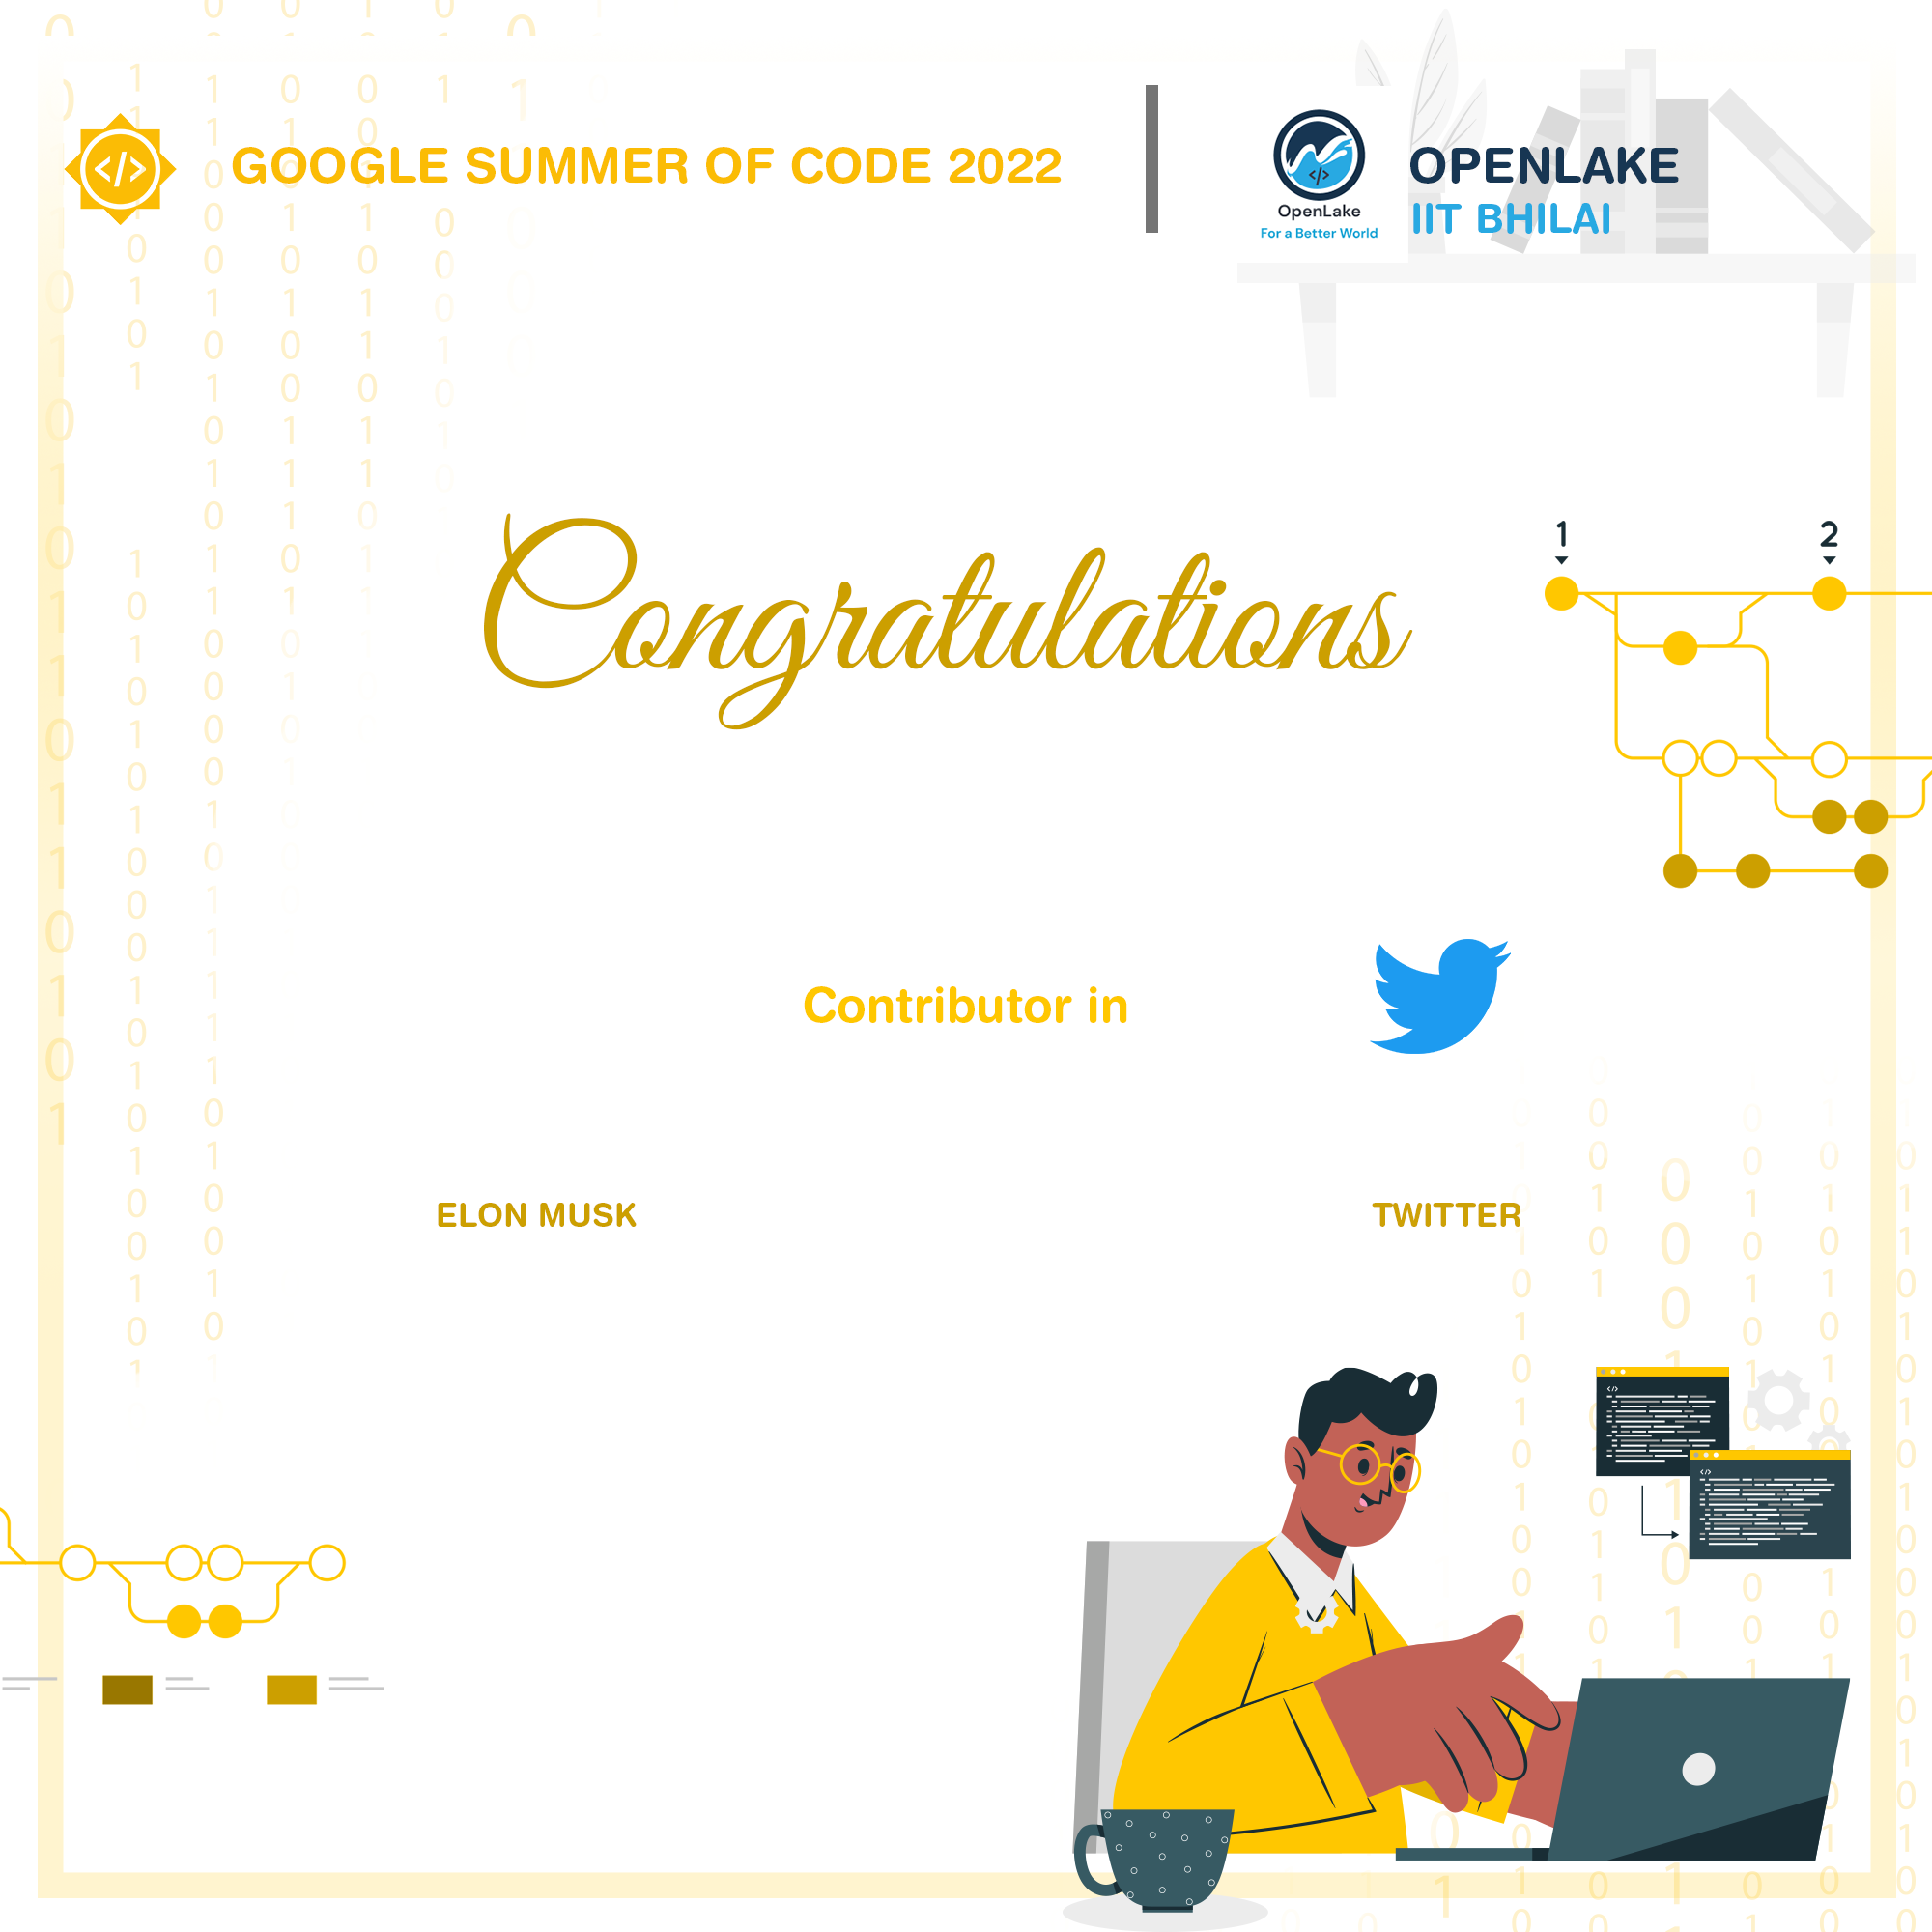 GOOGLE SUMMER OF CODE 2022
</>
OpenLake
For a Better World
OPENLAKE
IIT BHILAI
Congratulations
1
2
Contributor in
ELON MUSK
TWITTER